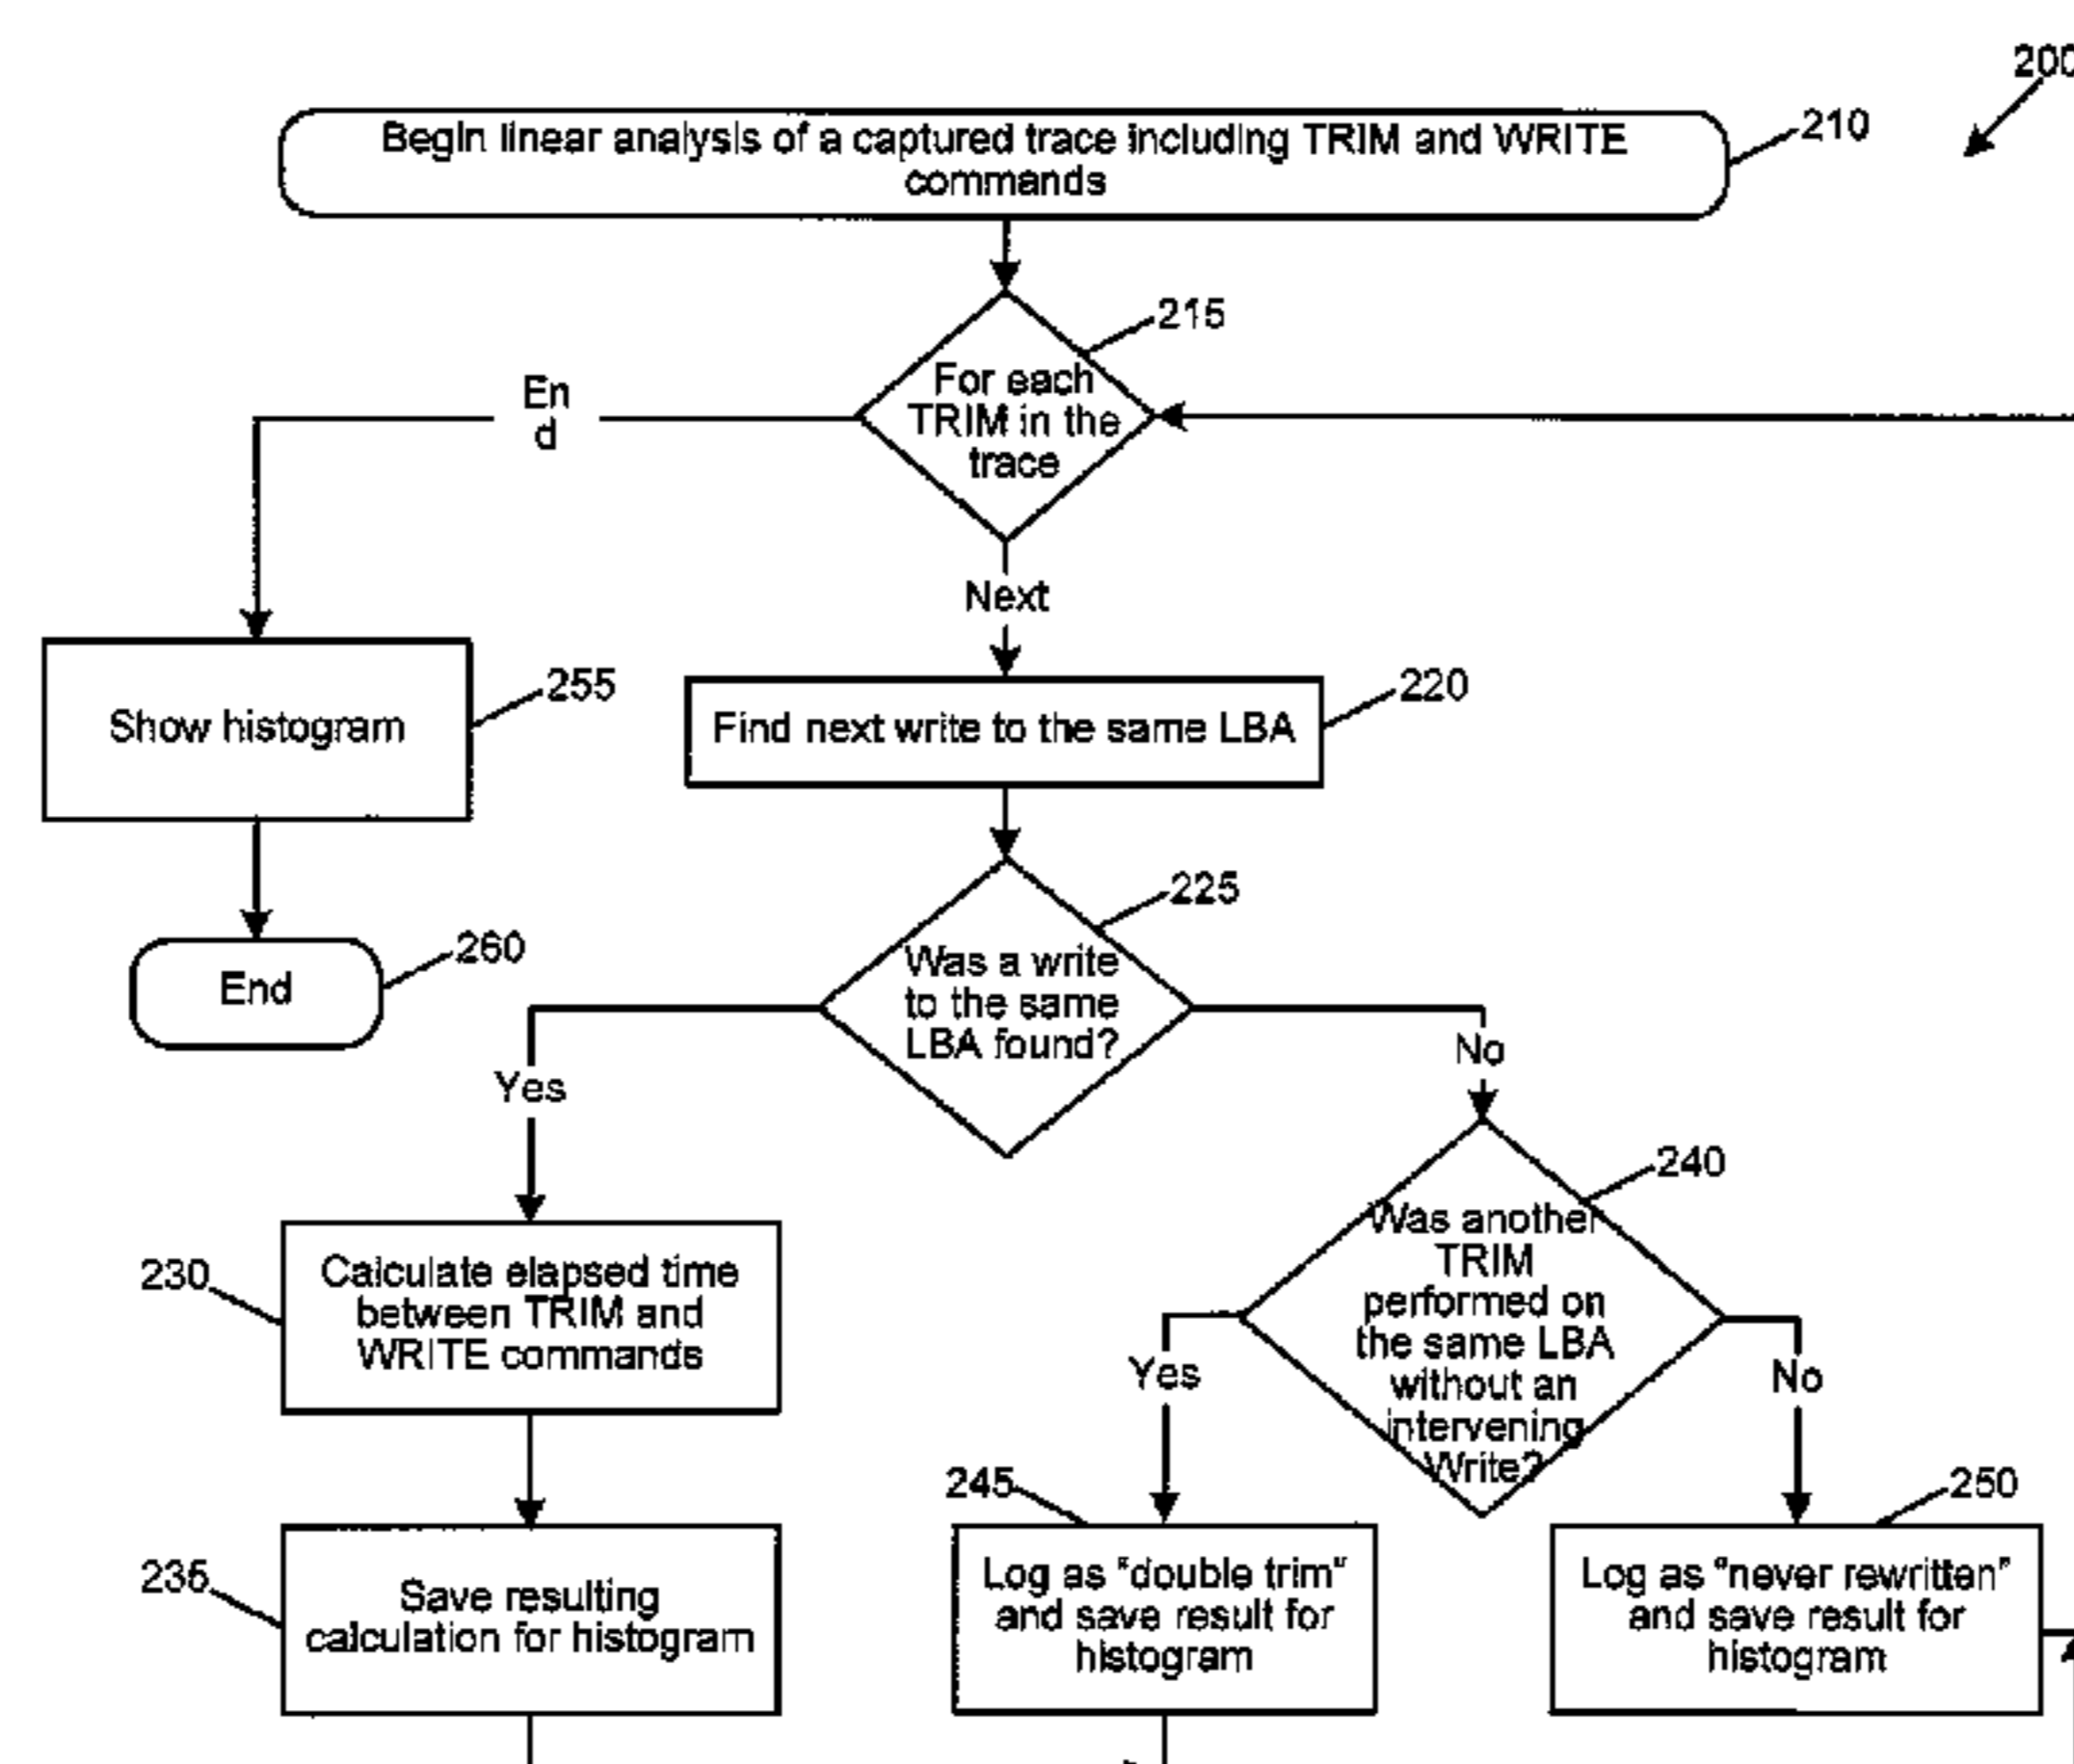 200
Begin linear analysis of a captured trace including TRIM and WRITE
commands
210
215
For each
TRIM in the
trace
En
d
Next
255
Show histogram
220
Find next write to the same LBA
225
Was a write
to the same
LBA found?
260
End
Yes
No
240
Was another
TRIM
performed on
the same LBA
without an
intervening
Write?
230
Calculate elapsed time
between TRIM and
WRITE commands
Yes
No
245
250
235
Save resulting
calculation for histogram
Log as "double trim"
and save result for
histogram
Log as "never rewritten"
and save result for
histogram